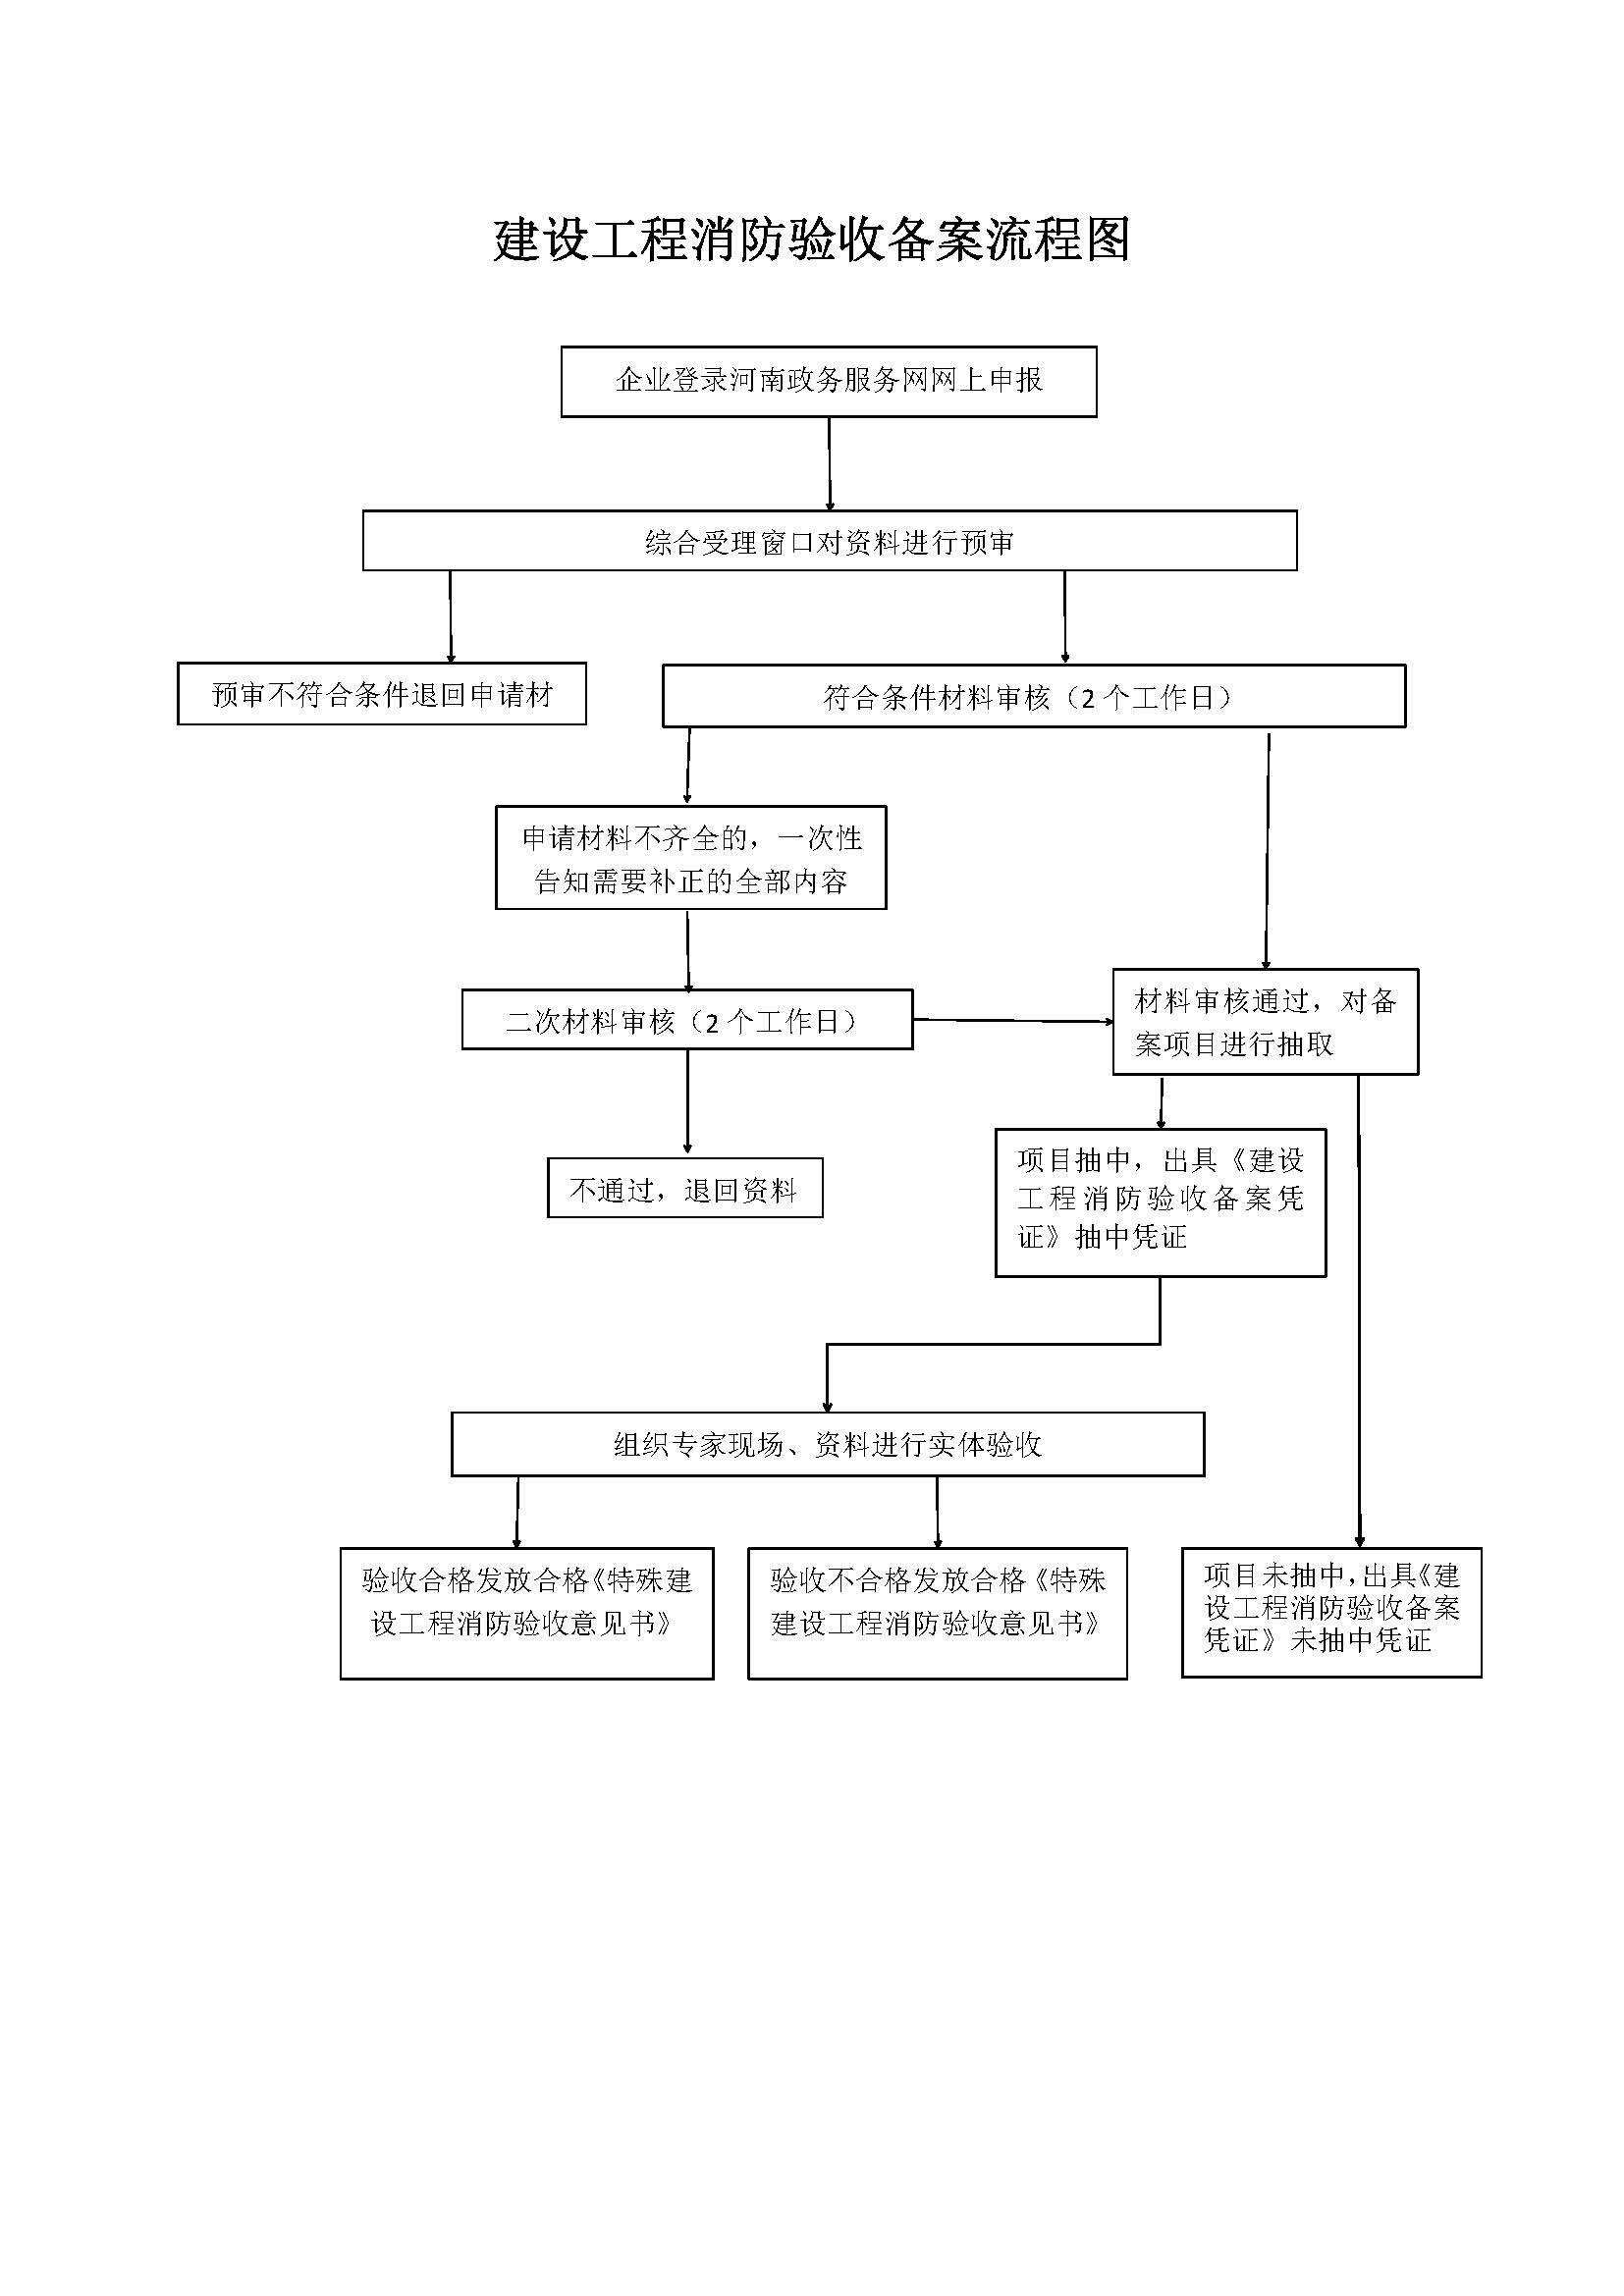 建设工程消防验收备案流程图
企业登录河南政务服务网网上申报
综合受理窗口对资料进行预审
预审不符合条件退回申请材
符合条件材料审核（2 个工作日）
申请材料不齐全的，一次性
告知需要补正的全部内容
二次材料审核（2 个工作日）
材料审核通过，对备
案项目进行抽取
不通过，退回资料
项目抽中，出具《建设
工程消防验收备案凭
证》抽中凭证
组织专家现场、资料进行实体验收
验收合格发放合格《特殊建
设工程消防验收意见书》
验收不合格发放合格《特殊
建设工程消防验收意见书》
项目未抽中，出具《建
设工程消防验收备案
凭证》未抽中凭证